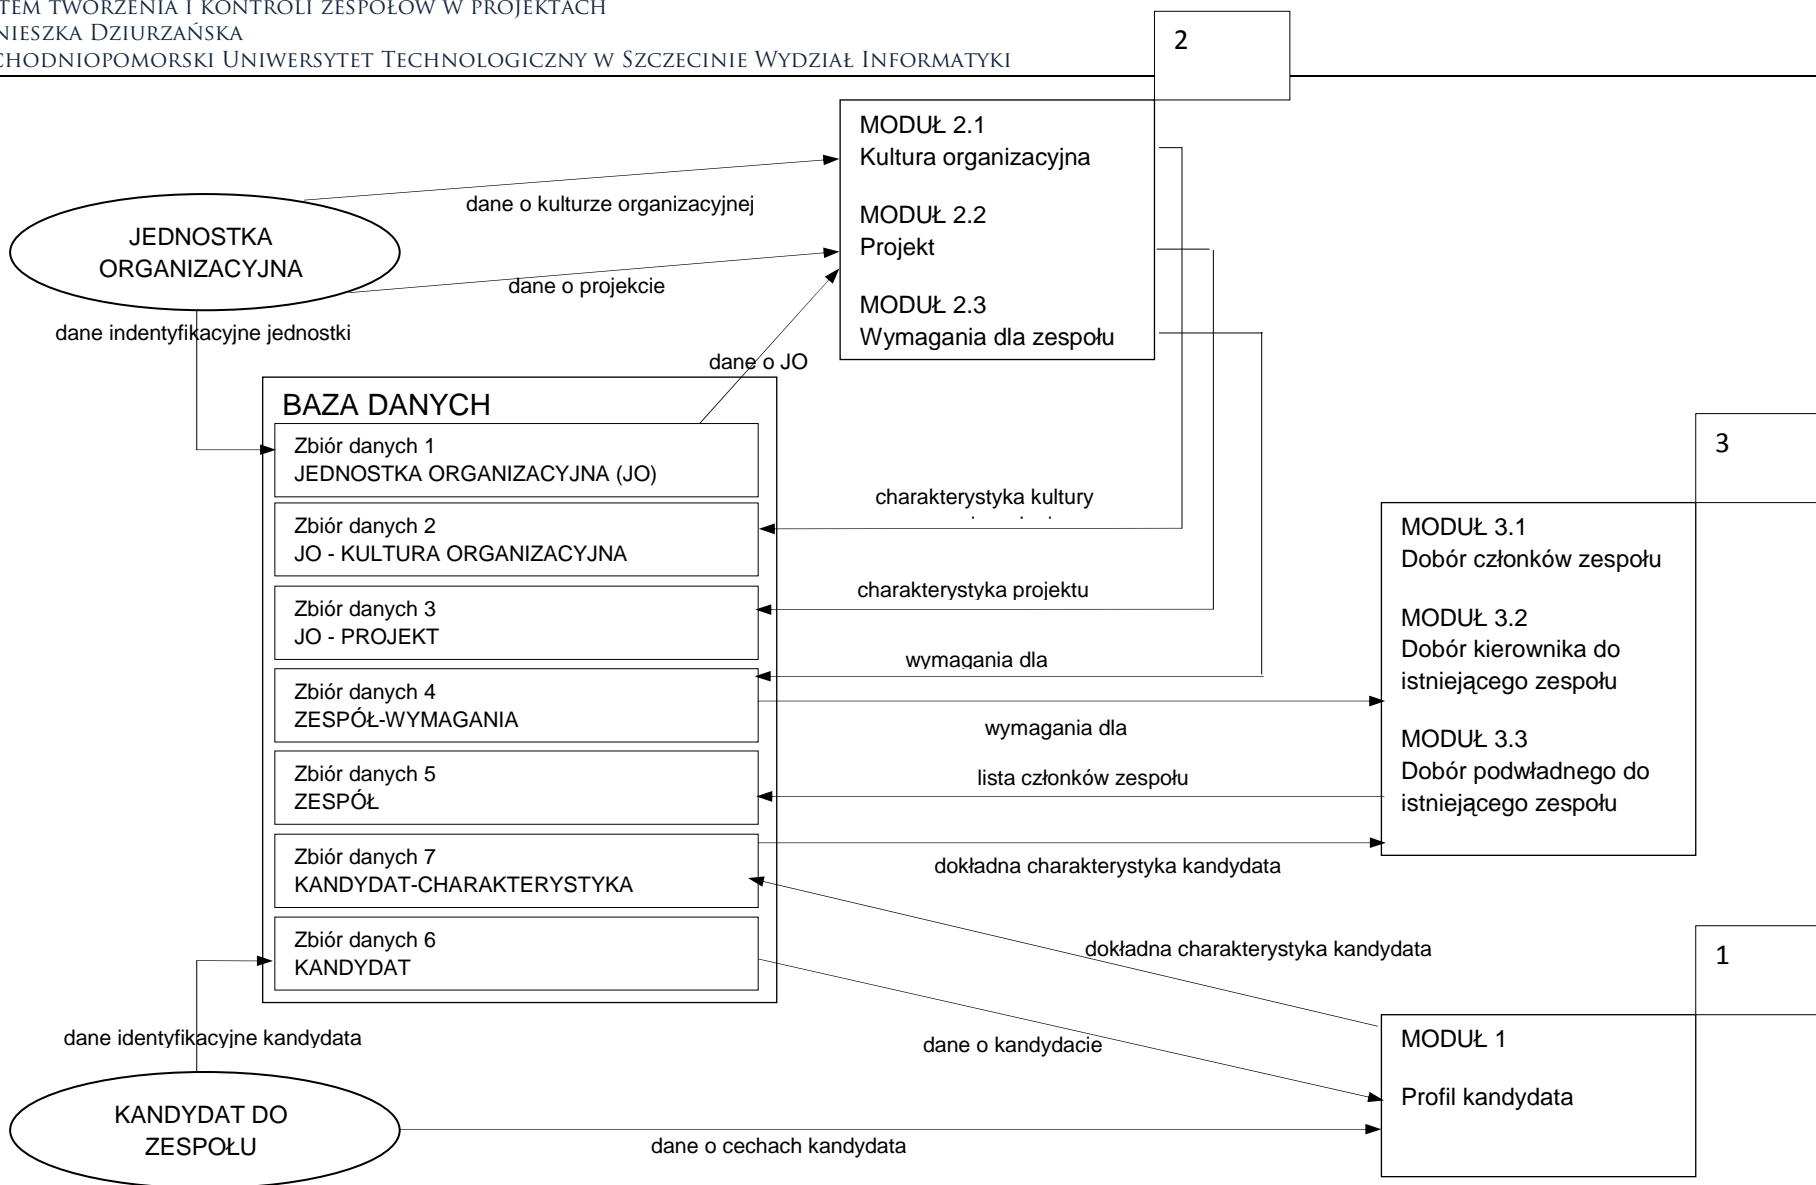 TEM TWORZENIA I KONTROLI ZESPOŁÓW W PROJEKTACH
NIESZKA DZIURZAŃSKA
CHODNIOPOMORSKI UNIWERSYTET TECHNOLOGICZNY W SZCZECINIE WYDZIAŁ INFORMATYKI
2
MODUŁ 2.1
Kultura organizacyjna
MODUŁ 2.2
Projekt
MODUŁ 2.3
Wymagania dla zespołu
dane o kulturze organizacyjnej
JEDNOSTKA
ORGANIZACYJNA
dane o projekcie
dane indentyfikacyjne jednostki
dane o JO
BAZA DANYCH
Zbiór danych 1
JEDNOSTKA ORGANIZACYJNA (JO)
Zbiór danych 2
JO - KULTURA ORGANIZACYJNA
Zbiór danych 3
JO - PROJEKT
Zbiór danych 4
ZESPÓŁ-WYMAGANIA
Zbiór danych 5
ZESPÓŁ
Zbiór danych 7
KANDYDAT-CHARAKTERYSTYKA
Zbiór danych 6
KANDYDAT
charakterystyka kultury
charakterystyka projektu
wymagania dla
wymagania dla
lista członków zespołu
dokładna charakterystyka kandydata
3
MODUŁ 3.1
Dobór członków zespołu
MODUŁ 3.2
Dobór kierownika do
istniejącego zespołu
MODUŁ 3.3
Dobór podwładnego do
istniejącego zespołu
dokładna charakterystyka kandydata
1
MODUŁ 1
Profil kandydata
dane identyfikacyjne kandydata
dane o kandydacie
KANDYDAT DO
ZESPOŁU
dane o cechach kandydata